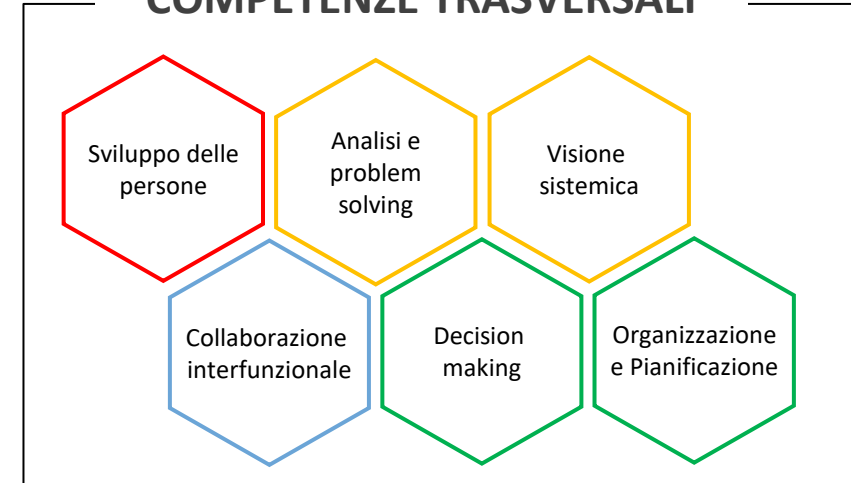 COMPETENZE TRASVERSALI
Sviluppo delle
persone
Analisi e
problem
solving
Visione
sistemica
Collaborazione
interfunzionale
Decision
making
Organizzazione
e Pianificazione